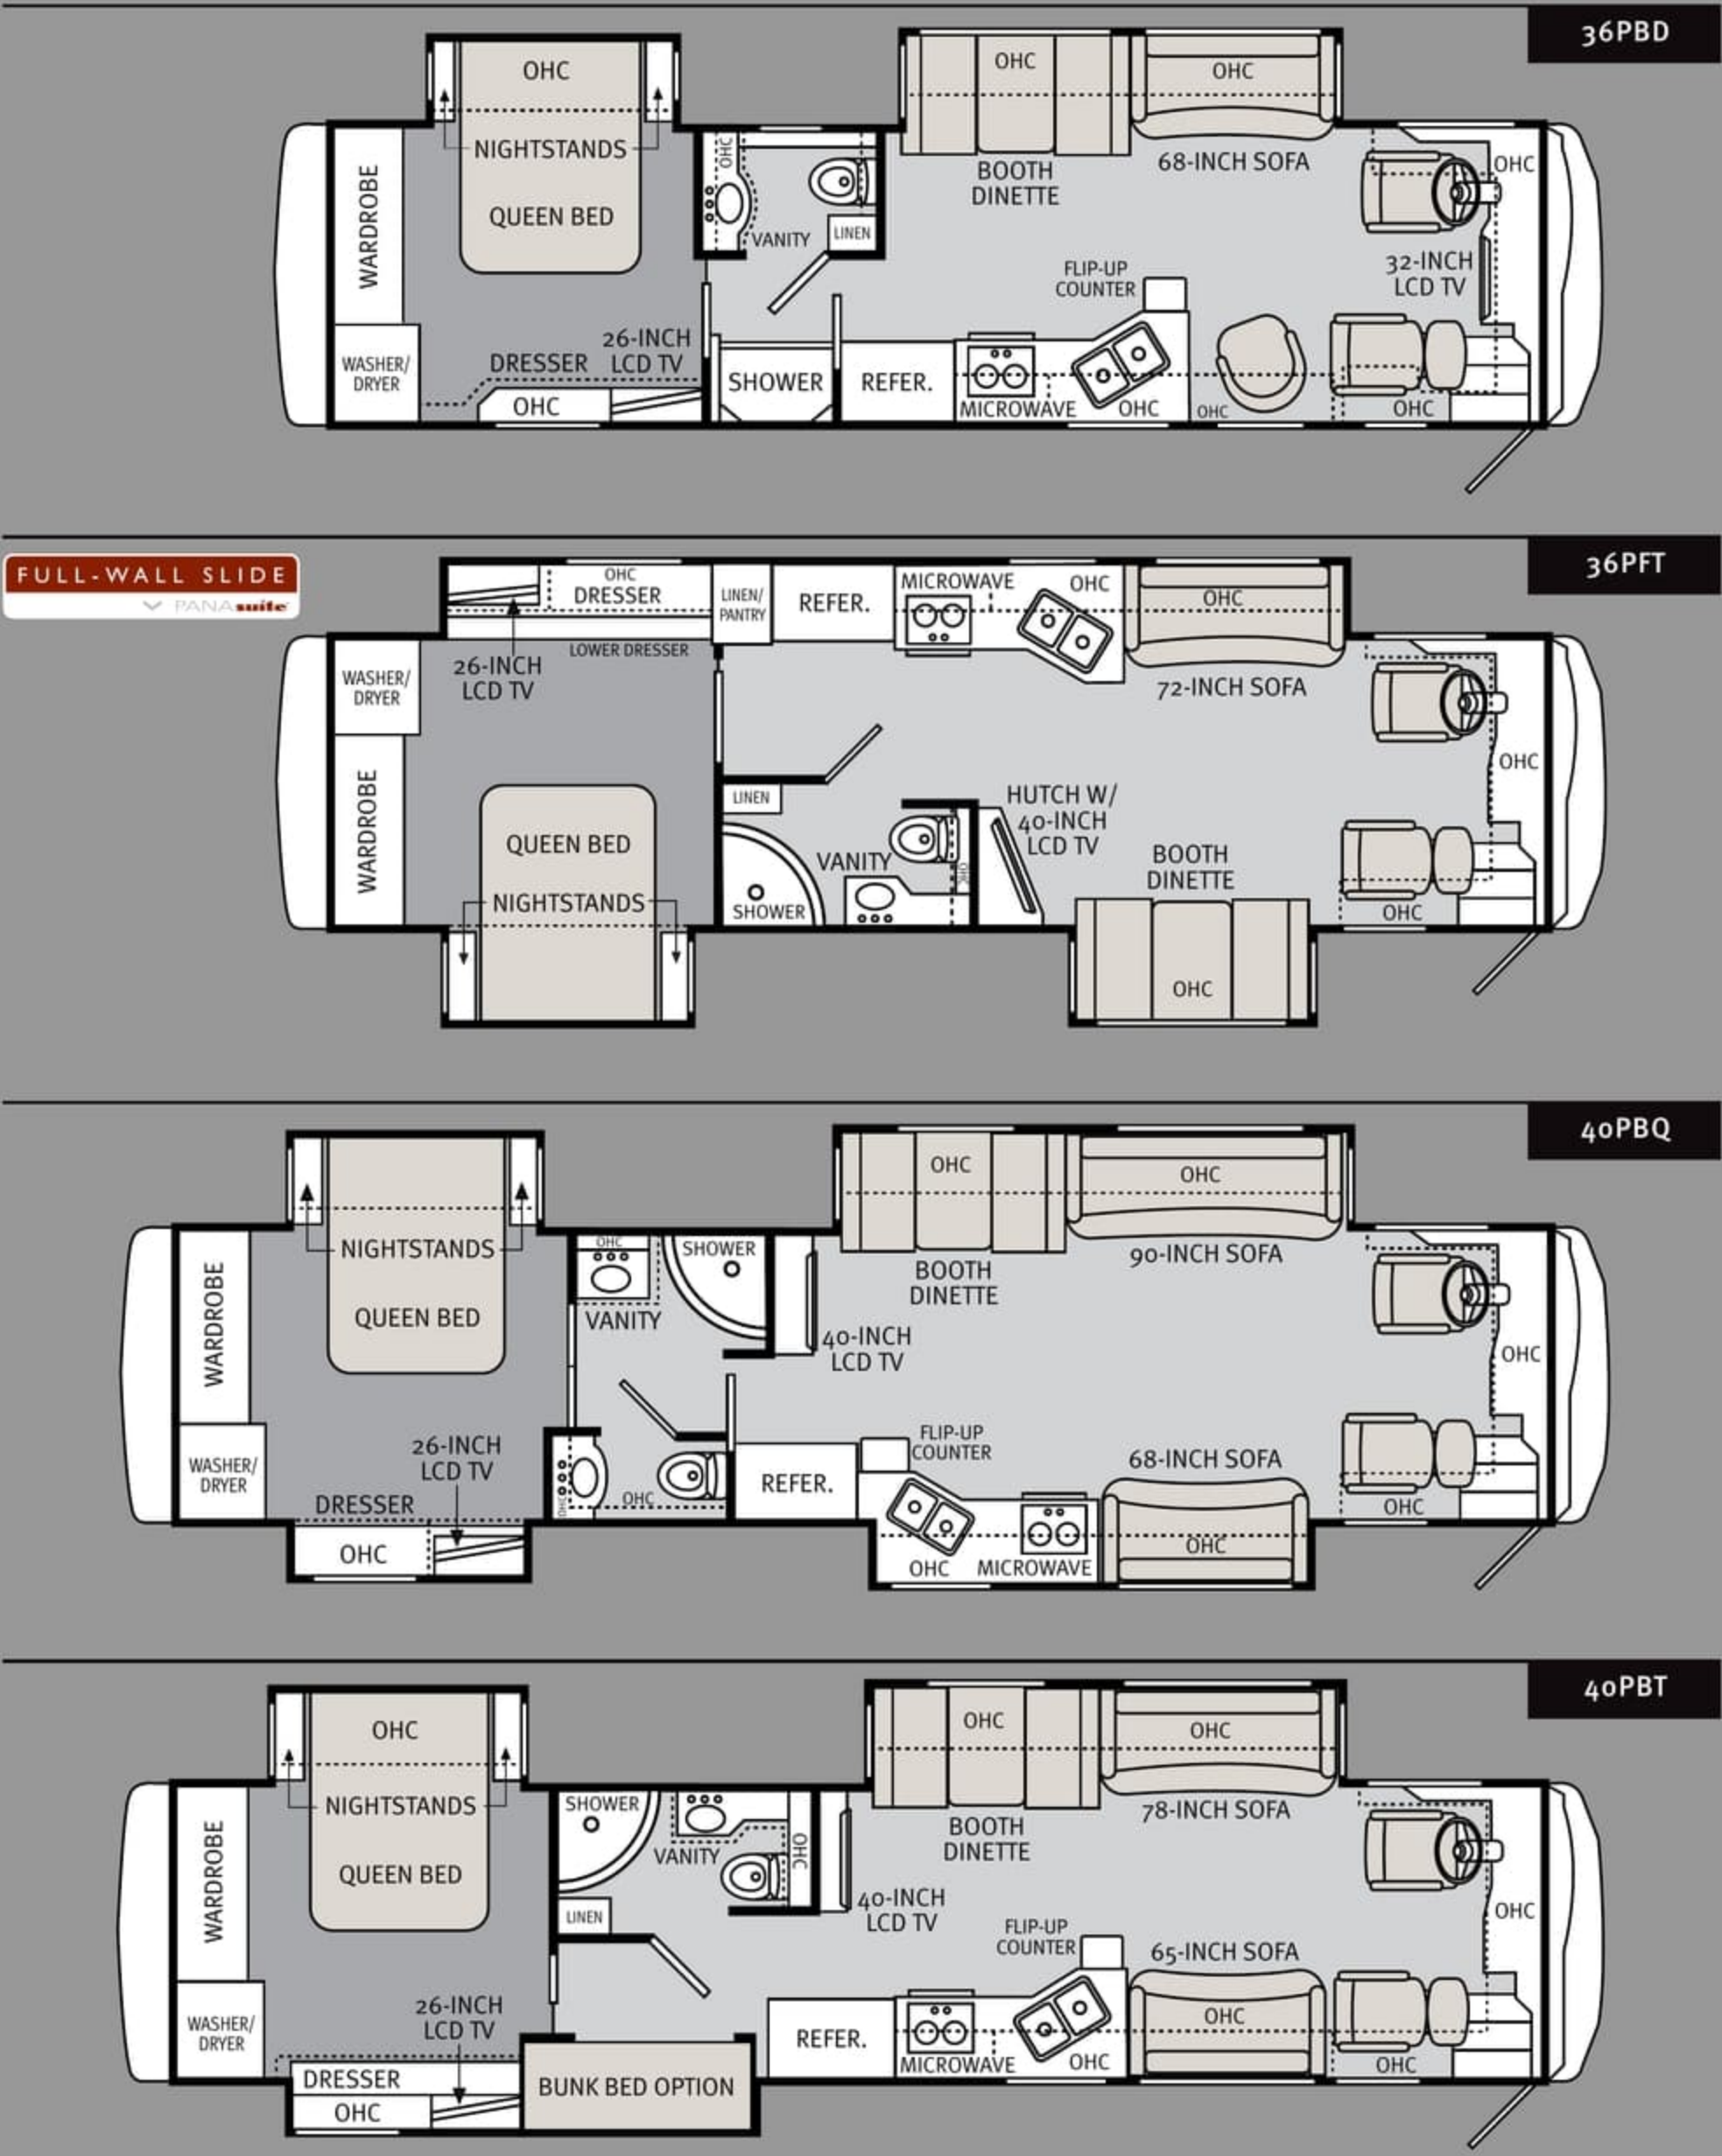 36PBD
OHC
OHC
OHC
NIGHTSTANDS
QUEEN BED
WARDROBE
WASHER/
DRYER
DRESSER
26-INCH
LCD TV
OHC
OHC
VANITY
LINEN
SHOWER
REFER.
BOOTH
DINETTE
68-INCH SOFA
FLIP-UP
COUNTER
MICROWAVE
OHC
OHC
32-INCH
LCD TV
OHC
OHC
FULL-WALL SLIDE
PANAsuite
36PFT
OHC
DRESSER
LOWER DRESSER
26-INCH
LCD TV
LINEN/
PANTRY
REFER.
MICROWAVE
OHC
OHC
72-INCH SOFA
WASHER/
DRYER
WARDROBE
QUEEN BED
NIGHTSTANDS
LINEN
SHOWER
VANITY
OHC
HUTCH W/
40-INCH
LCD TV
BOOTH
DINETTE
OHC
OHC
OHC
40PBQ
OHC
OHC
NIGHTSTANDS
QUEEN BED
WARDROBE
WASHER/
DRYER
DRESSER
26-INCH
LCD TV
OHC
OHC
VANITY
SHOWER
40-INCH
LCD TV
BOOTH
DINETTE
90-INCH SOFA
OHC
OHC
REFER.
FLIP-UP
COUNTER
OHC
MICROWAVE
68-INCH SOFA
OHC
OHC
OHC
40PBT
OHC
OHC
OHC
NIGHTSTANDS
QUEEN BED
WARDROBE
WASHER/
DRYER
26-INCH
LCD TV
DRESSER
OHC
SHOWER
VANITY
OHC
LINEN
BUNK BED OPTION
40-INCH
LCD TV
BOOTH
DINETTE
78-INCH SOFA
REFER.
FLIP-UP
COUNTER
MICROWAVE
OHC
65-INCH SOFA
OHC
OHC
OHC